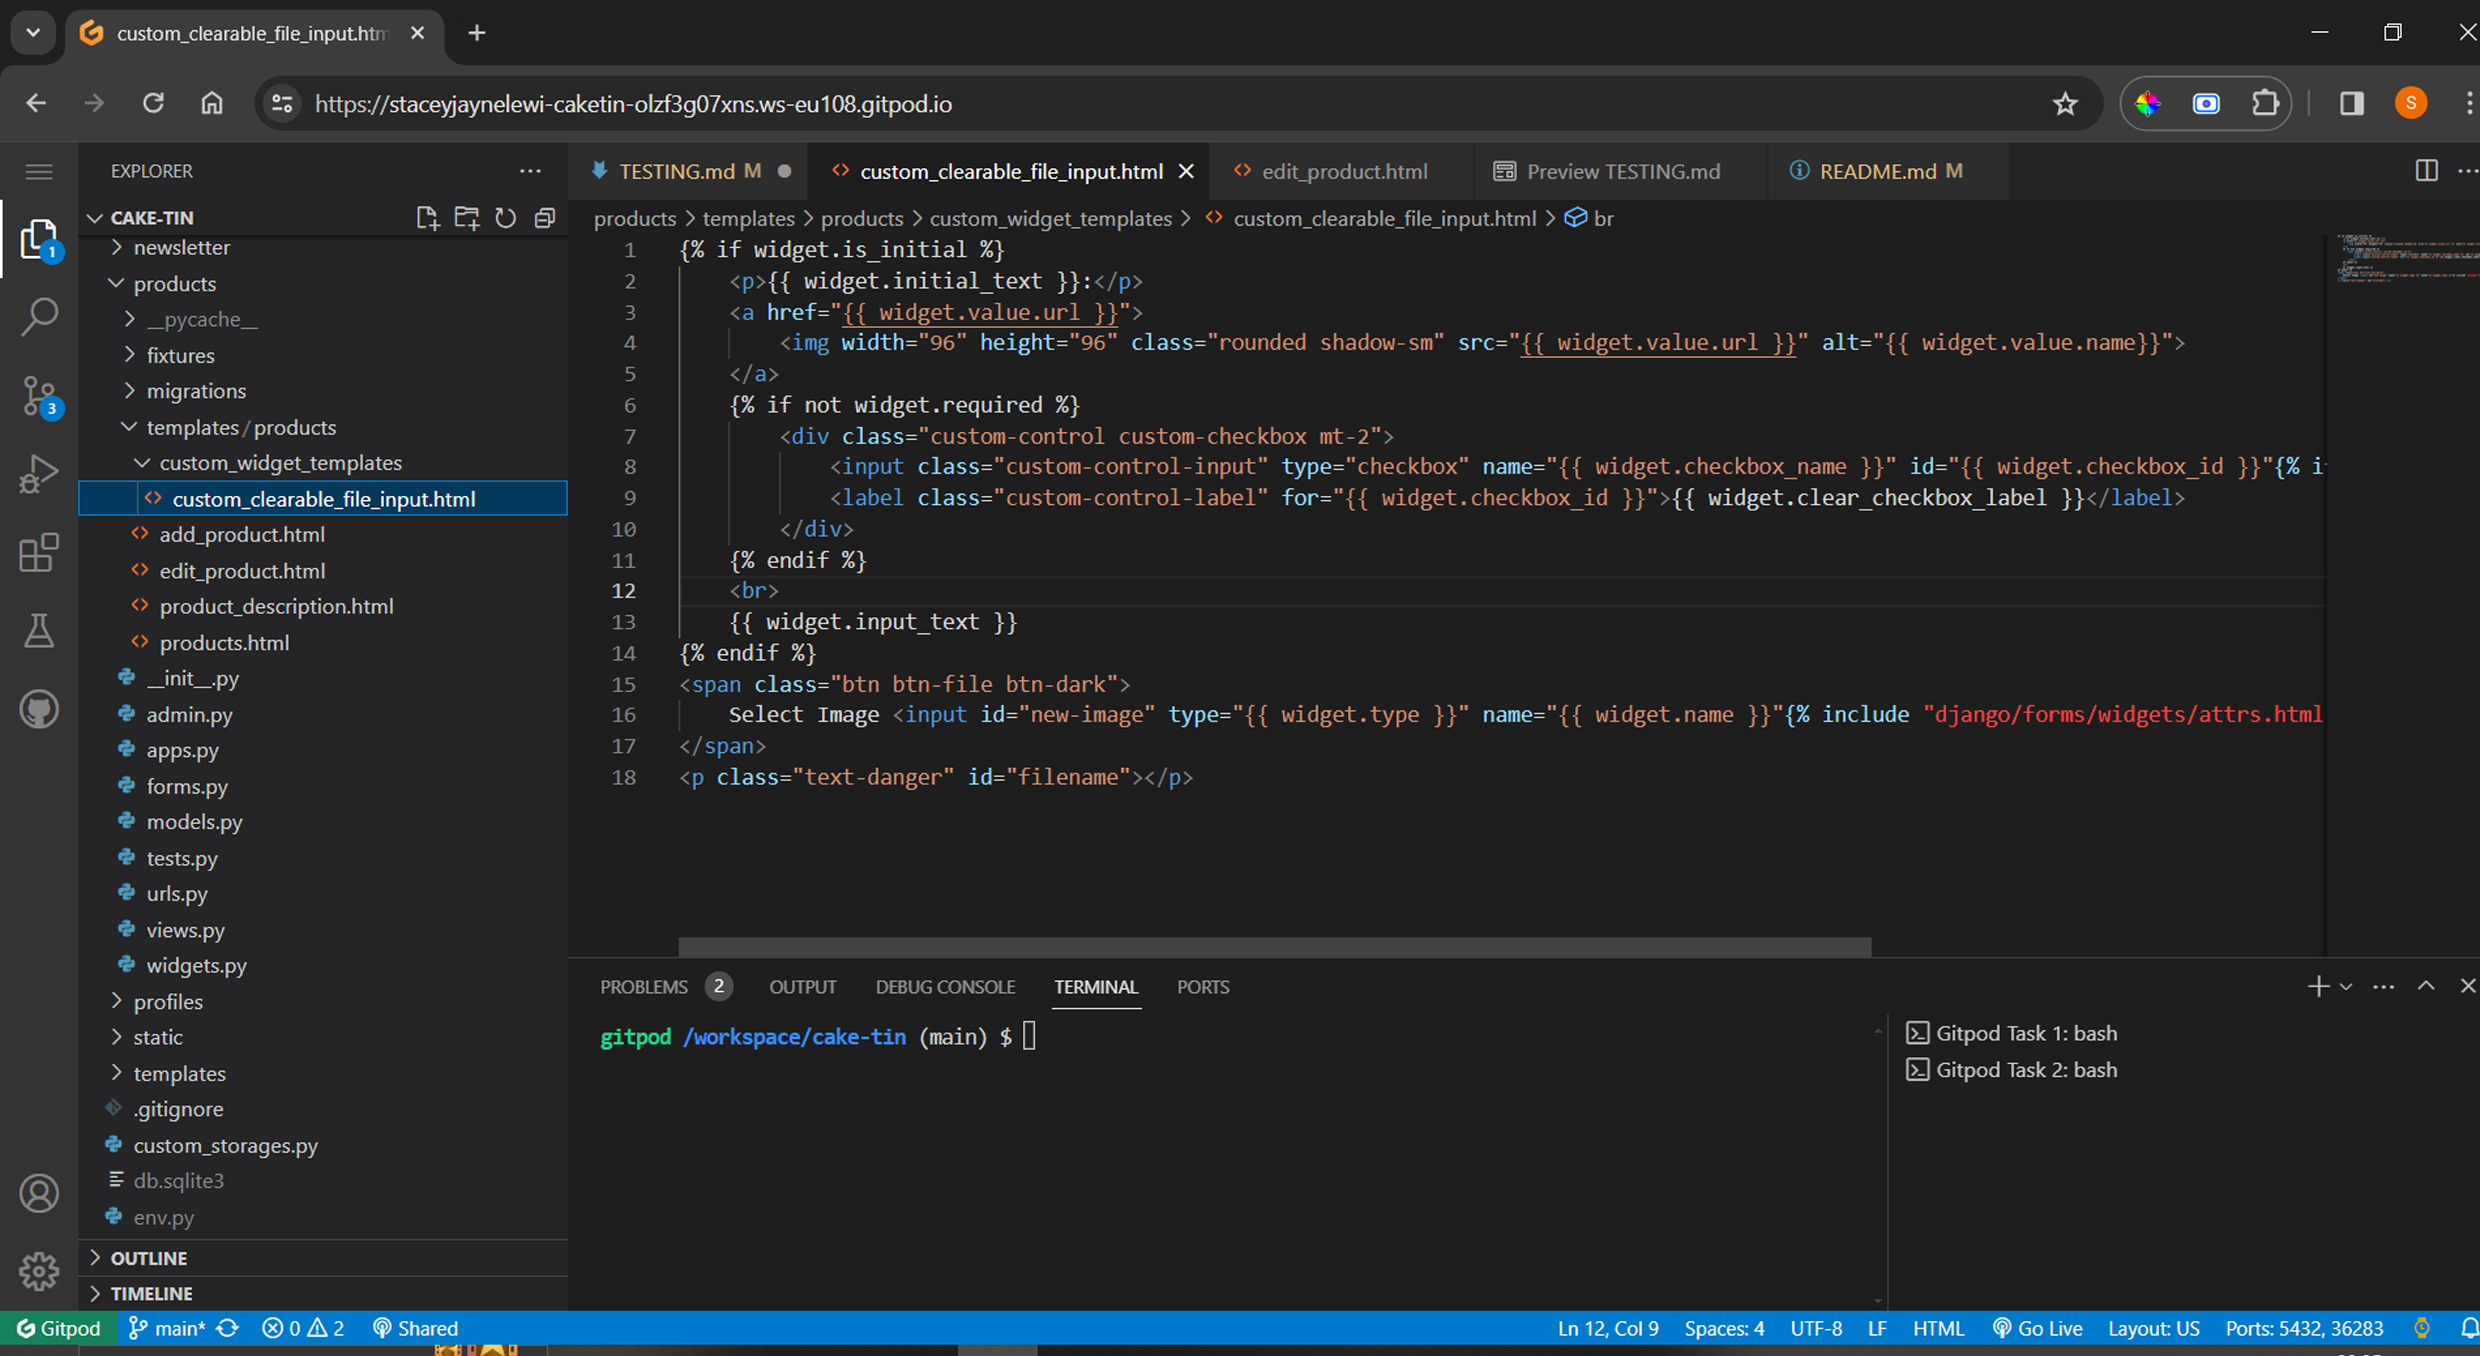 custom_clearable_file_input.htm
https://staceyjaynelewi-caketin-olzf3g07xns.ws-eu108.gitpod.io
S
EXPLORER
TESTING.md M
custom_clearable_file_input.html
edit_product.html
Preview TESTING.md
README.md M
CAKE-TIN
products > templates > products > custom_widget_templates > custom_clearable_file_input.html > br
newsletter
products
__pycache__
fixtures
migrations
templates/products
custom_widget_templates
custom_clearable_file_input.html
add_product.html
edit_product.html
product_description.html
products.html
__init__.py
admin.py
apps.py
forms.py
models.py
tests.py
urls.py
views.py
widgets.py
profiles
static
templates
.gitignore
custom_storages.py
db.sqlite3
env.py
OUTLINE
TIMELINE
1
3
1 {% if widget.is_initial %}
2 <p>{{ widget.initial_text }}:</p>
3 <a href="{{ widget.value.url }}">
4 <img width="96" height="96" class="rounded shadow-sm" src="{{ widget.value.url }}" alt="{{ widget.value.name}}">
5 </a>
6 {% if not widget.required %}
7 <div class="custom-control custom-checkbox mt-2">
8 <input class="custom-control-input" type="checkbox" name="{{ widget.checkbox_name }}" id="{{ widget.checkbox_id }}"{% i
9 <label class="custom-control-label" for="{{ widget.checkbox_id }}">{{ widget.clear_checkbox_label }}</label>
10 </div>
11 {% endif %}
12 <br>
13 {{ widget.input_text }}
14 {% endif %}
15 <span class="btn btn-file btn-dark">
16 Select Image <input id="new-image" type="{{ widget.type }}" name="{{ widget.name }}"{% include "django/forms/widgets/attrs.html
17 </span>
18 <p class="text-danger" id="filename"></p>
PROBLEMS 2 OUTPUT DEBUG CONSOLE TERMINAL PORTS
gitpod /workspace/cake-tin (main) $
Gitpod Task 1: bash
Gitpod Task 2: bash
Gitpod main* 0 2 Shared Ln 12, Col 9 Spaces: 4 UTF-8 LF HTML Go Live Layout: US Ports: 5432, 36283